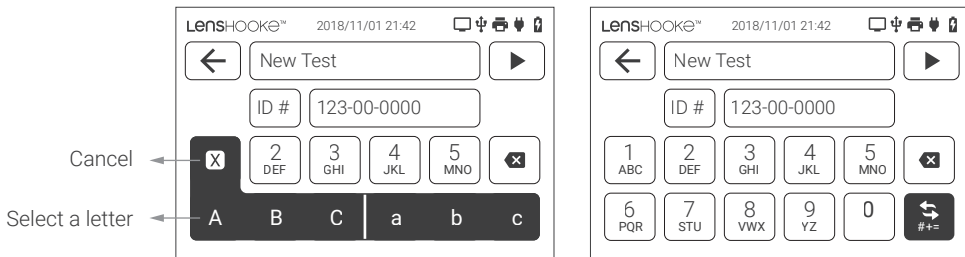 LENSHOOKE™ 2018/11/01 21:42
New Test
ID # 123-00-0000
Cancel X 2 DEF 3 GHI 4 JKL 5 MNO X
Select a letter A B C a b c
LENSHOOKE™ 2018/11/01 21:42
New Test
ID # 123-00-0000
1 ABC 2 DEF 3 GHI 4 JKL 5 MNO X
6 PQR 7 STU 8 VWX 9 YZ 0 #+=